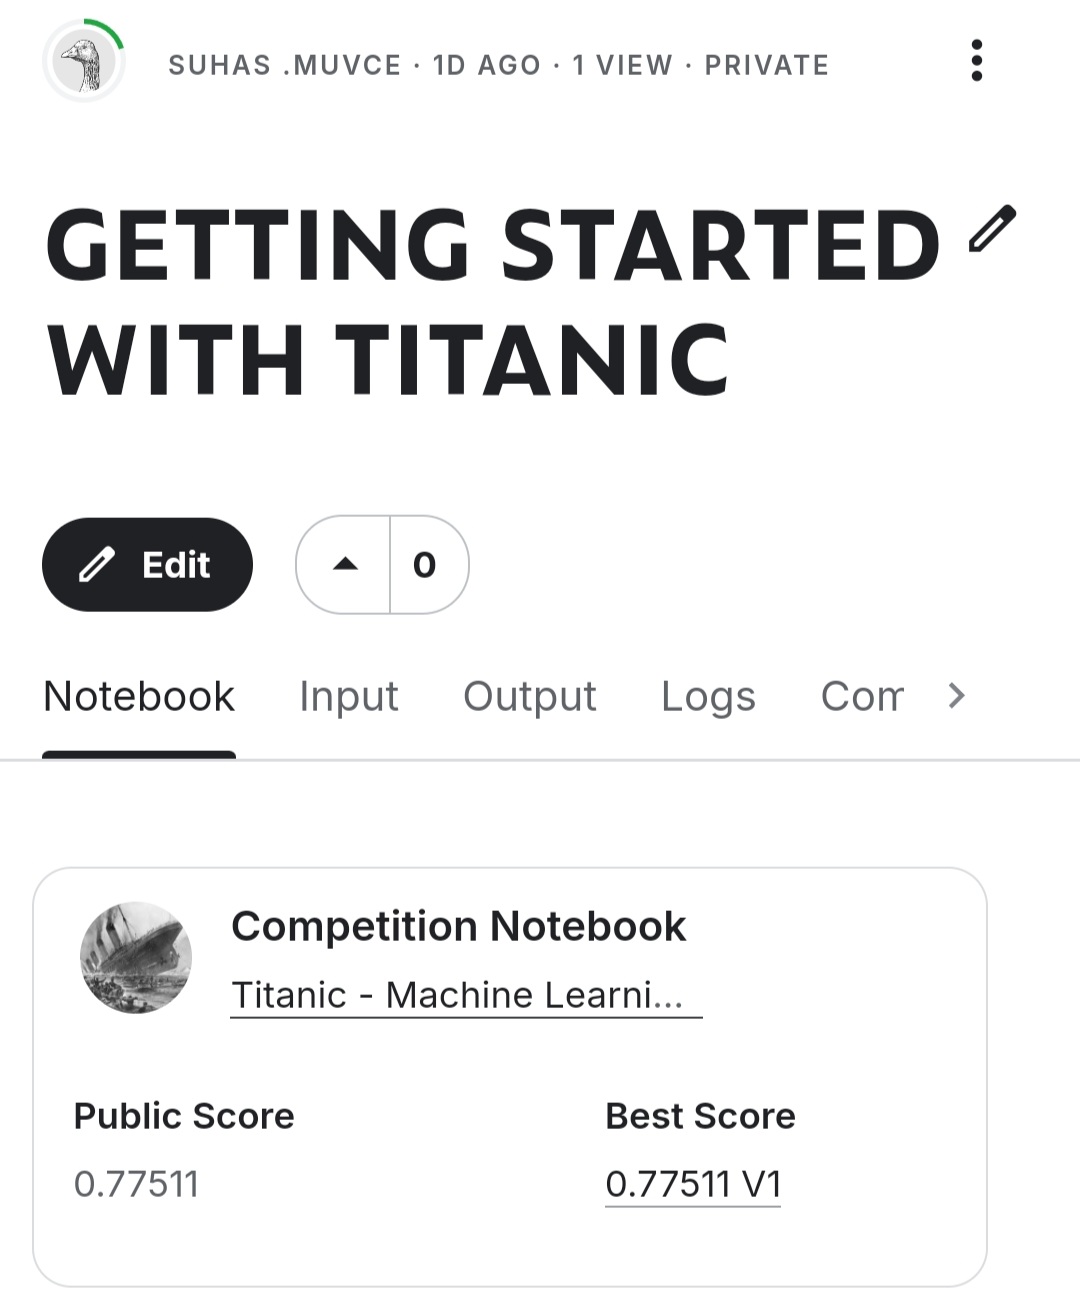 SUHAS .MUVCE · 1D AGO · 1 VIEW · PRIVATE
GETTING STARTED
WITH TITANIC
Edit
0
Notebook Input Output Logs Com
Competition Notebook
Titanic - Machine Learni...
Public Score Best Score
0.77511 0.77511 V1